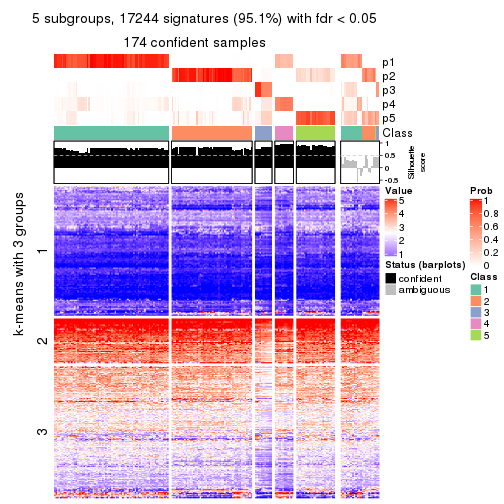 5 subgroups, 17244 signatures (95.1%) with fdr < 0.05
174 confident samples
p1
p2
p3
p4
p5
Class
1
0.5
0
-0.5
Silhouette
score
k-means with 3 groups
1
2
3
Value
5
4
3
2
1
Status (barplots)
confident
ambiguous
Prob
1
0.8
0.6
0.4
0.2
0
Class
1
2
3
4
5